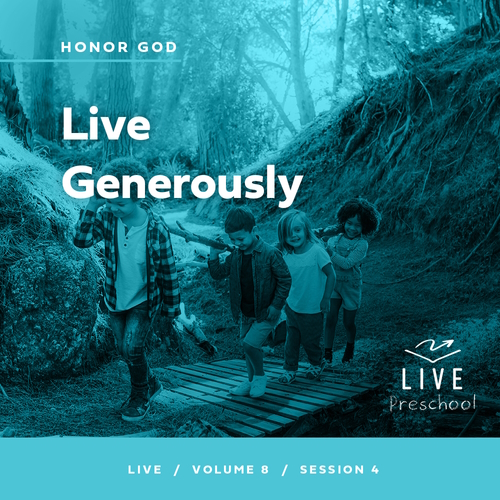 HONOR GOD
Live
Generously
LIVE
Preschool
LIVE / VOLUME 8 / SESSION 4